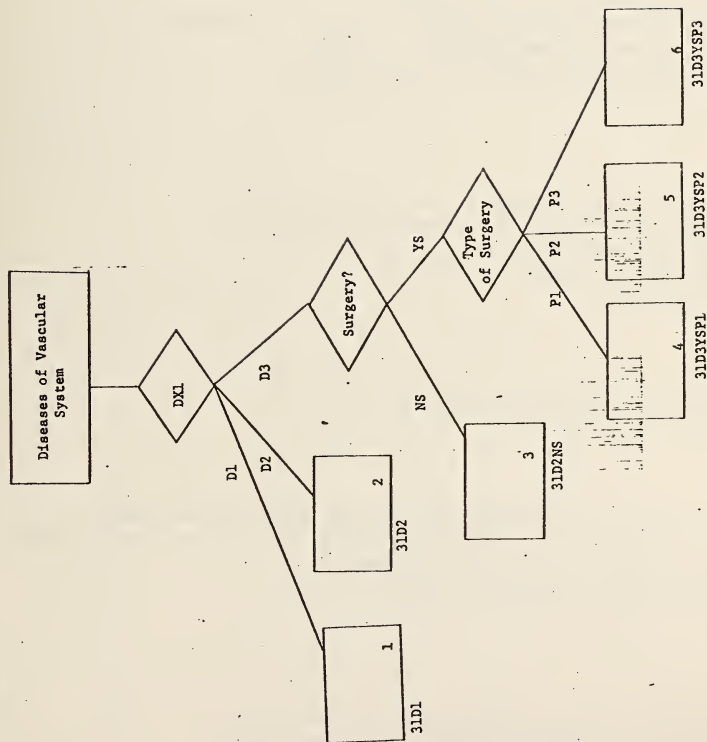 Diseases of Vascular
System
DX1
D1
D2
D3
1
31D1
2
31D2
Surgery?
NS
YS
3
31D2NS
Type
of Surgery
P1
P2
P3
4
31D3YSP1
5
31D3YSP2
6
31D3YSP3